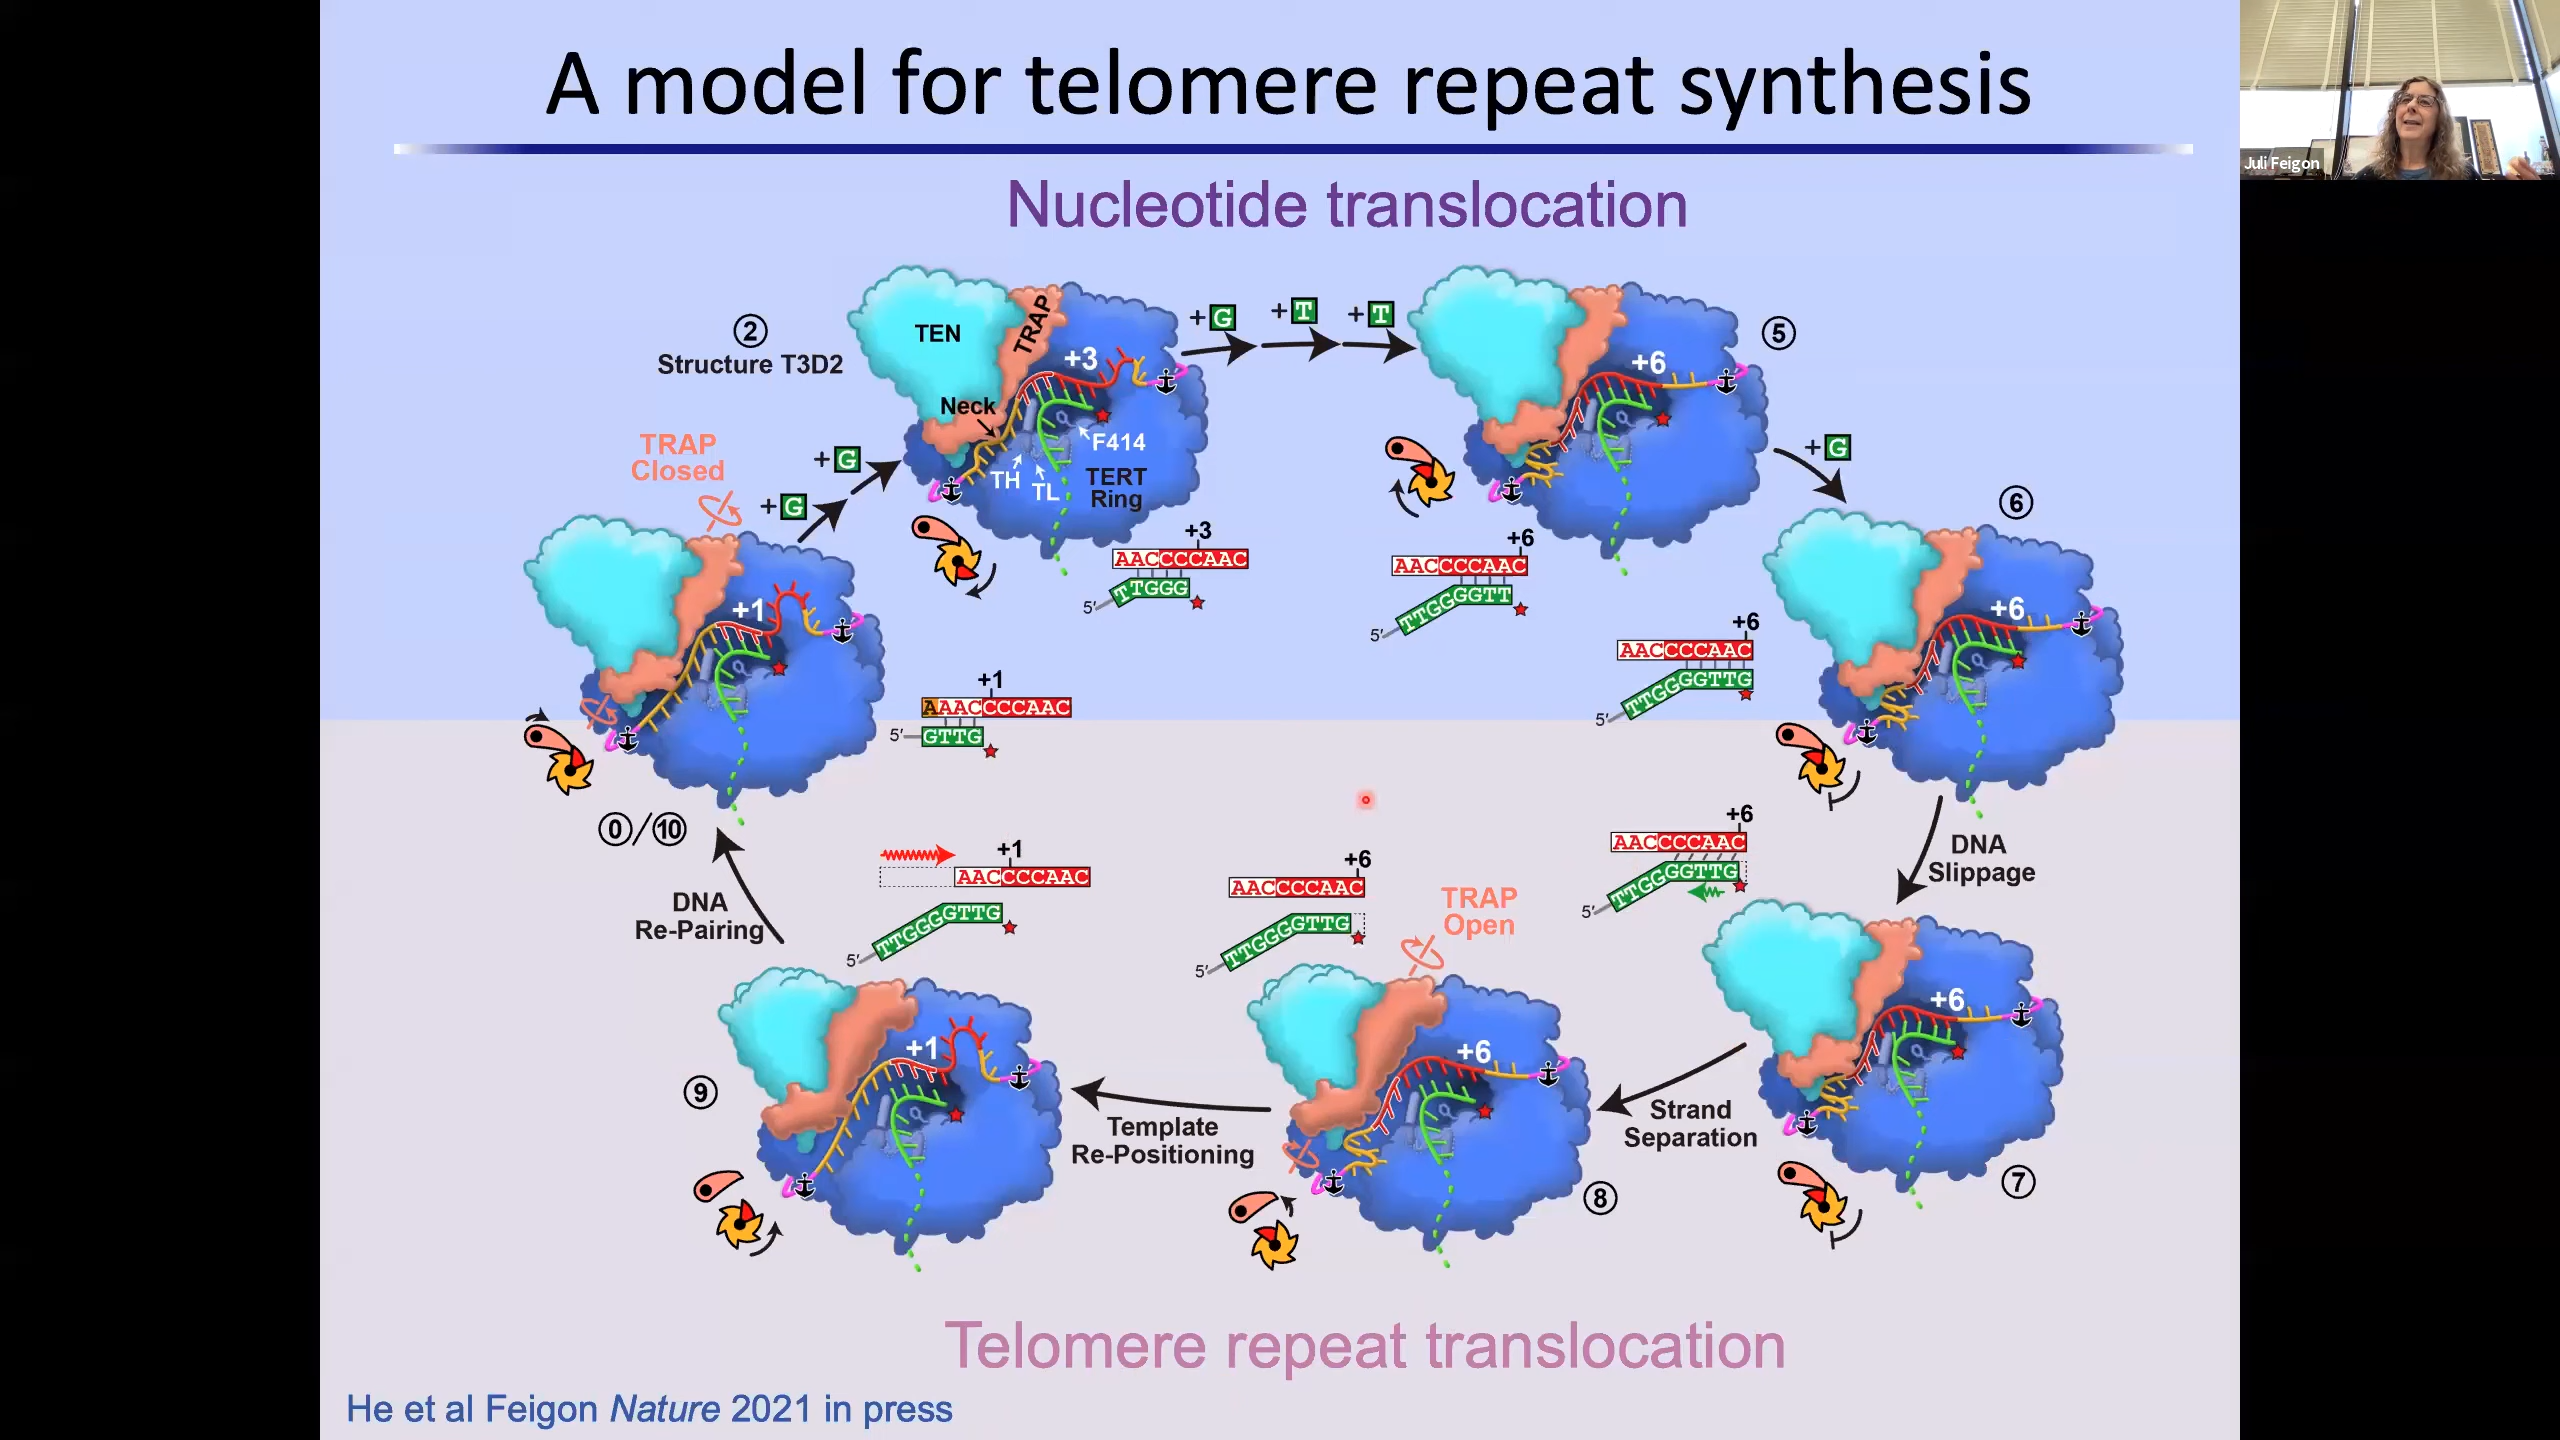 A model for telomere repeat synthesis
Juli Feigon
Nucleotide translocation
2
Structure T3D2
TEN
TRAP
+3
Neck
F414
TH
TL
TERT
Ring
+3
AACCCCAAC
TTGGG
5′
+G
+T
+T
5
+6
+6
AACCCCAAC
TTGGGGTT
5′
+G
6
+6
+6
AACCCCAAC
TTGGGGTTG
5′
TRAP
Closed
+G
+G
+1
+1
AAACCCCAAC
5′
GTTG
0/10
DNA
Slippage
+6
AACCCCAAC
TTGGGGTTG
5′
+6
7
Strand
Separation
+6
AACCCCAAC
TTGGGGTTG
5′
TRAP
Open
+6
8
Template
Re-Positioning
+1
AACCCCAAC
TTGGGGTTG
5′
+1
9
DNA
Re-Pairing
Telomere repeat translocation
He et al Feigon Nature 2021 in press